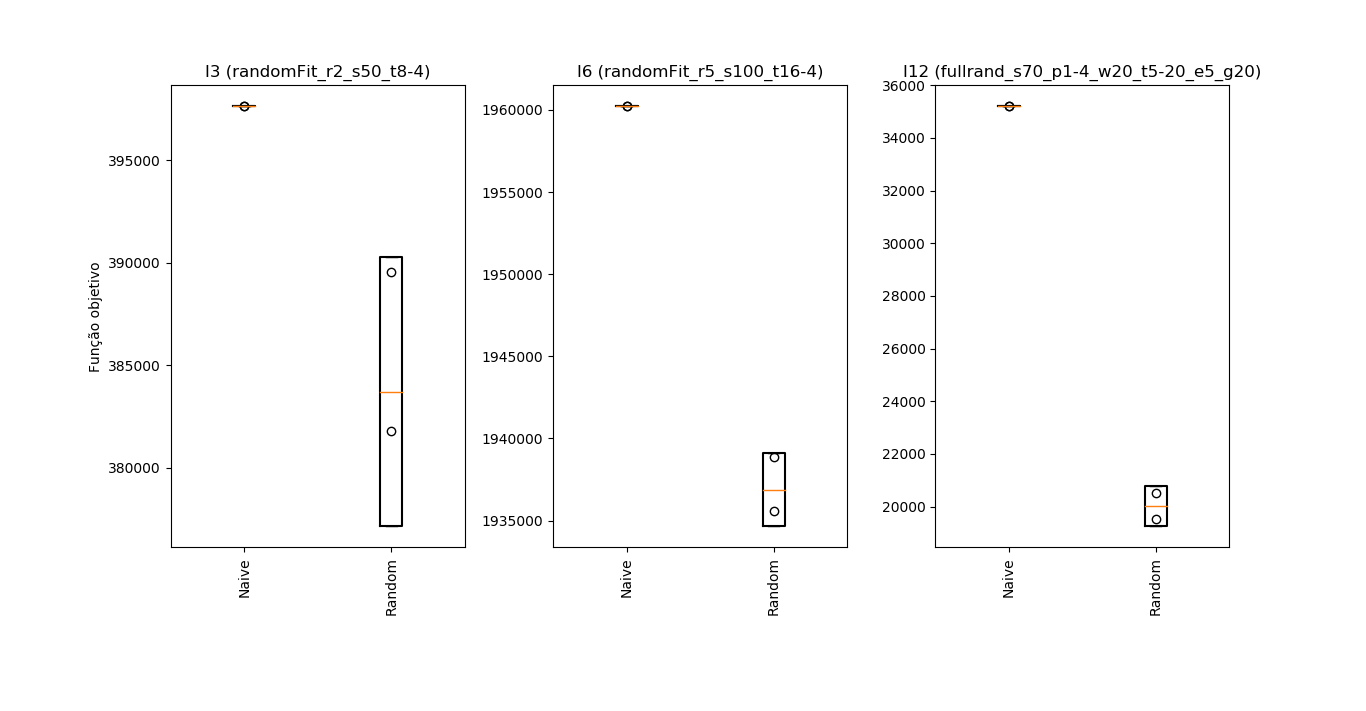 I3 (randomFit_r2_s50_t8-4)
I6 (randomFit_r5_s100_t16-4)
I12 (fullrand_s70_p1-4_w20_t5-20_e5_g20)
Função objetivo
395000
390000
385000
380000
Naive
Random
1960000
1955000
1950000
1945000
1940000
1935000
Naive
Random
36000
34000
32000
30000
28000
26000
24000
22000
20000
Naive
Random